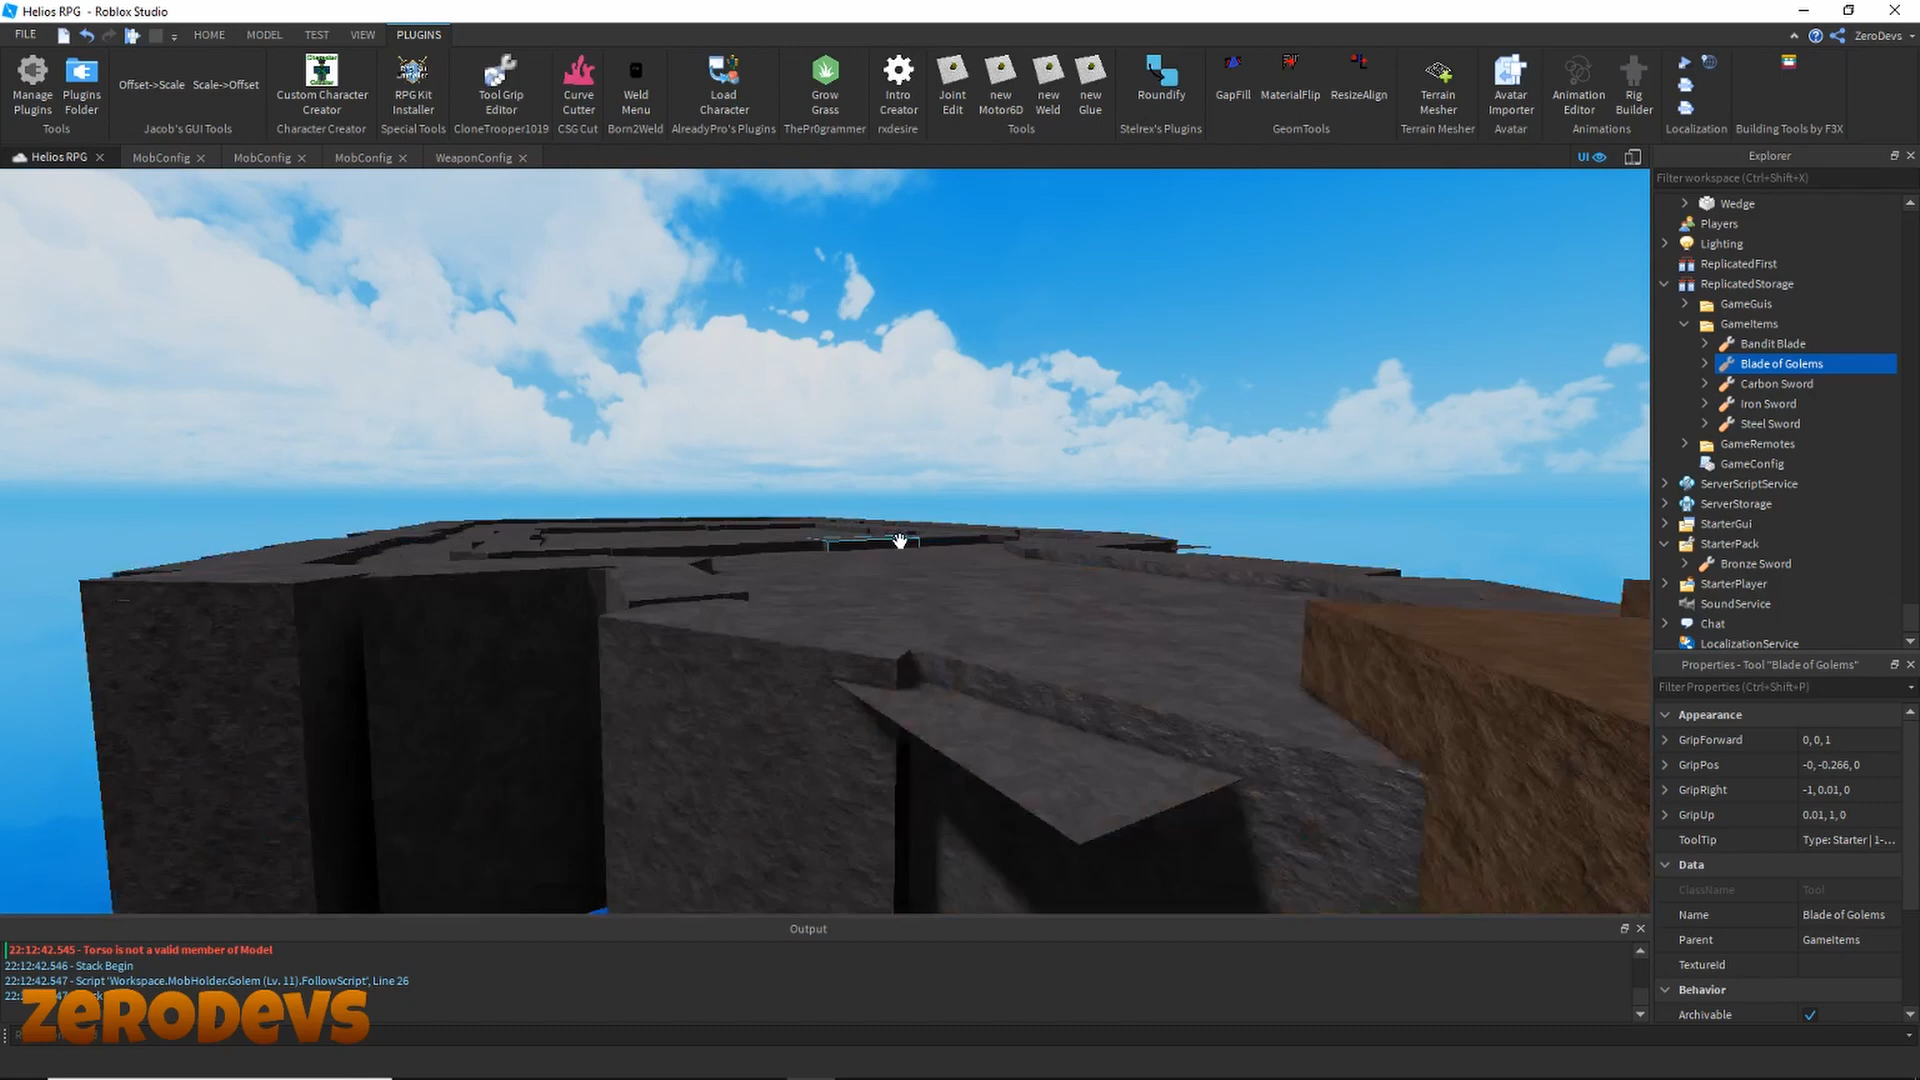 Helios RPG - Roblox Studio
FILE HOME MODEL TEST VIEW PLUGINS ZeroDevs
Manage Plugins
Plugins Folder
Tools
Offset->Scale Scale->Offset
Jacob's GUI Tools
Custom Character Creator
Character Creator
RPG Kit Installer
Special Tools
Tool Grip Editor
CloneTrooper1019
Curve Cutter
CSG Cut
Weld Menu
Born2Weld
Load Character
AlreadyPro's Plugins
Grow Grass
ThePr0grammer
Intro Creator
rxdesire
Joint Edit
new Motor6D
new Weld
new Glue
Tools
Roundify
Stelrex's Plugins
GapFill MaterialFlip ResizeAlign
GeomTools
Terrain Mesher
Terrain Mesher
Avatar Importer
Avatar
Animation Editor
Rig Builder
Animations
Localization
Building Tools by F3X
Helios RPG MobConfig MobConfig MobConfig WeaponConfig UI
Explorer
Filter workspace (Ctrl+Shift+X)
Wedge
Players
Lighting
ReplicatedFirst
ReplicatedStorage
GameGuis
GameItems
Bandit Blade
Blade of Golems
Carbon Sword
Iron Sword
Steel Sword
GameRemotes
GameConfig
ServerScriptService
ServerStorage
StarterGui
StarterPack
Bronze Sword
StarterPlayer
SoundService
Chat
LocalizationService
Properties - Tool "Blade of Golems"
Filter Properties (Ctrl+Shift+P)
Appearance
GripForward 0, 0, 1
GripPos -0, -0.266, 0
GripRight -1, 0.01, 0
GripUp 0.01, 1, 0
ToolTip Type: Starter | 1-...
Data
ClassName Tool
Name Blade of Golems
Parent GameItems
TextureId
Behavior
Archivable
Output
22:12:42.545 - Torso is not a valid member of Model
22:12:42.546 - Stack Begin
22:12:42.547 - Script 'Workspace.MobHolder.Golem (Lv. 11).FollowScript', Line 26
ZERODEVS